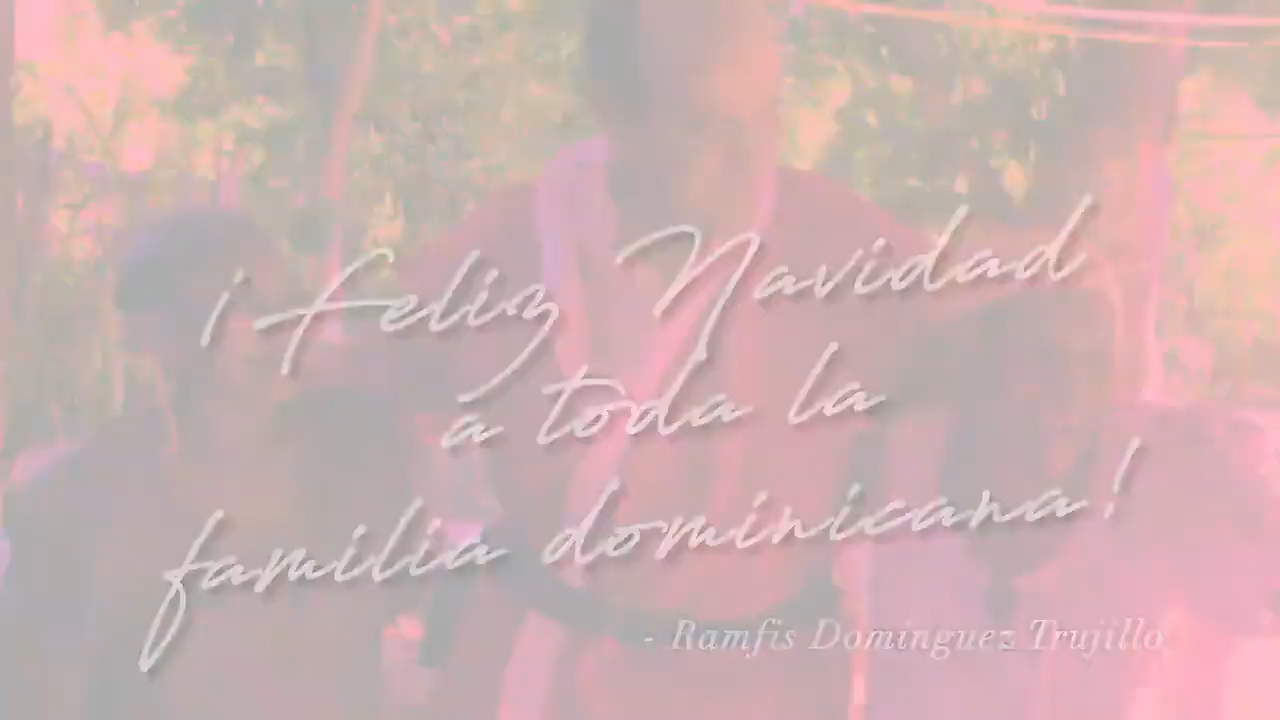 ¡Feliz Navidad
a toda la
familia dominicana!
- Ramfis Dominguez Trujillo